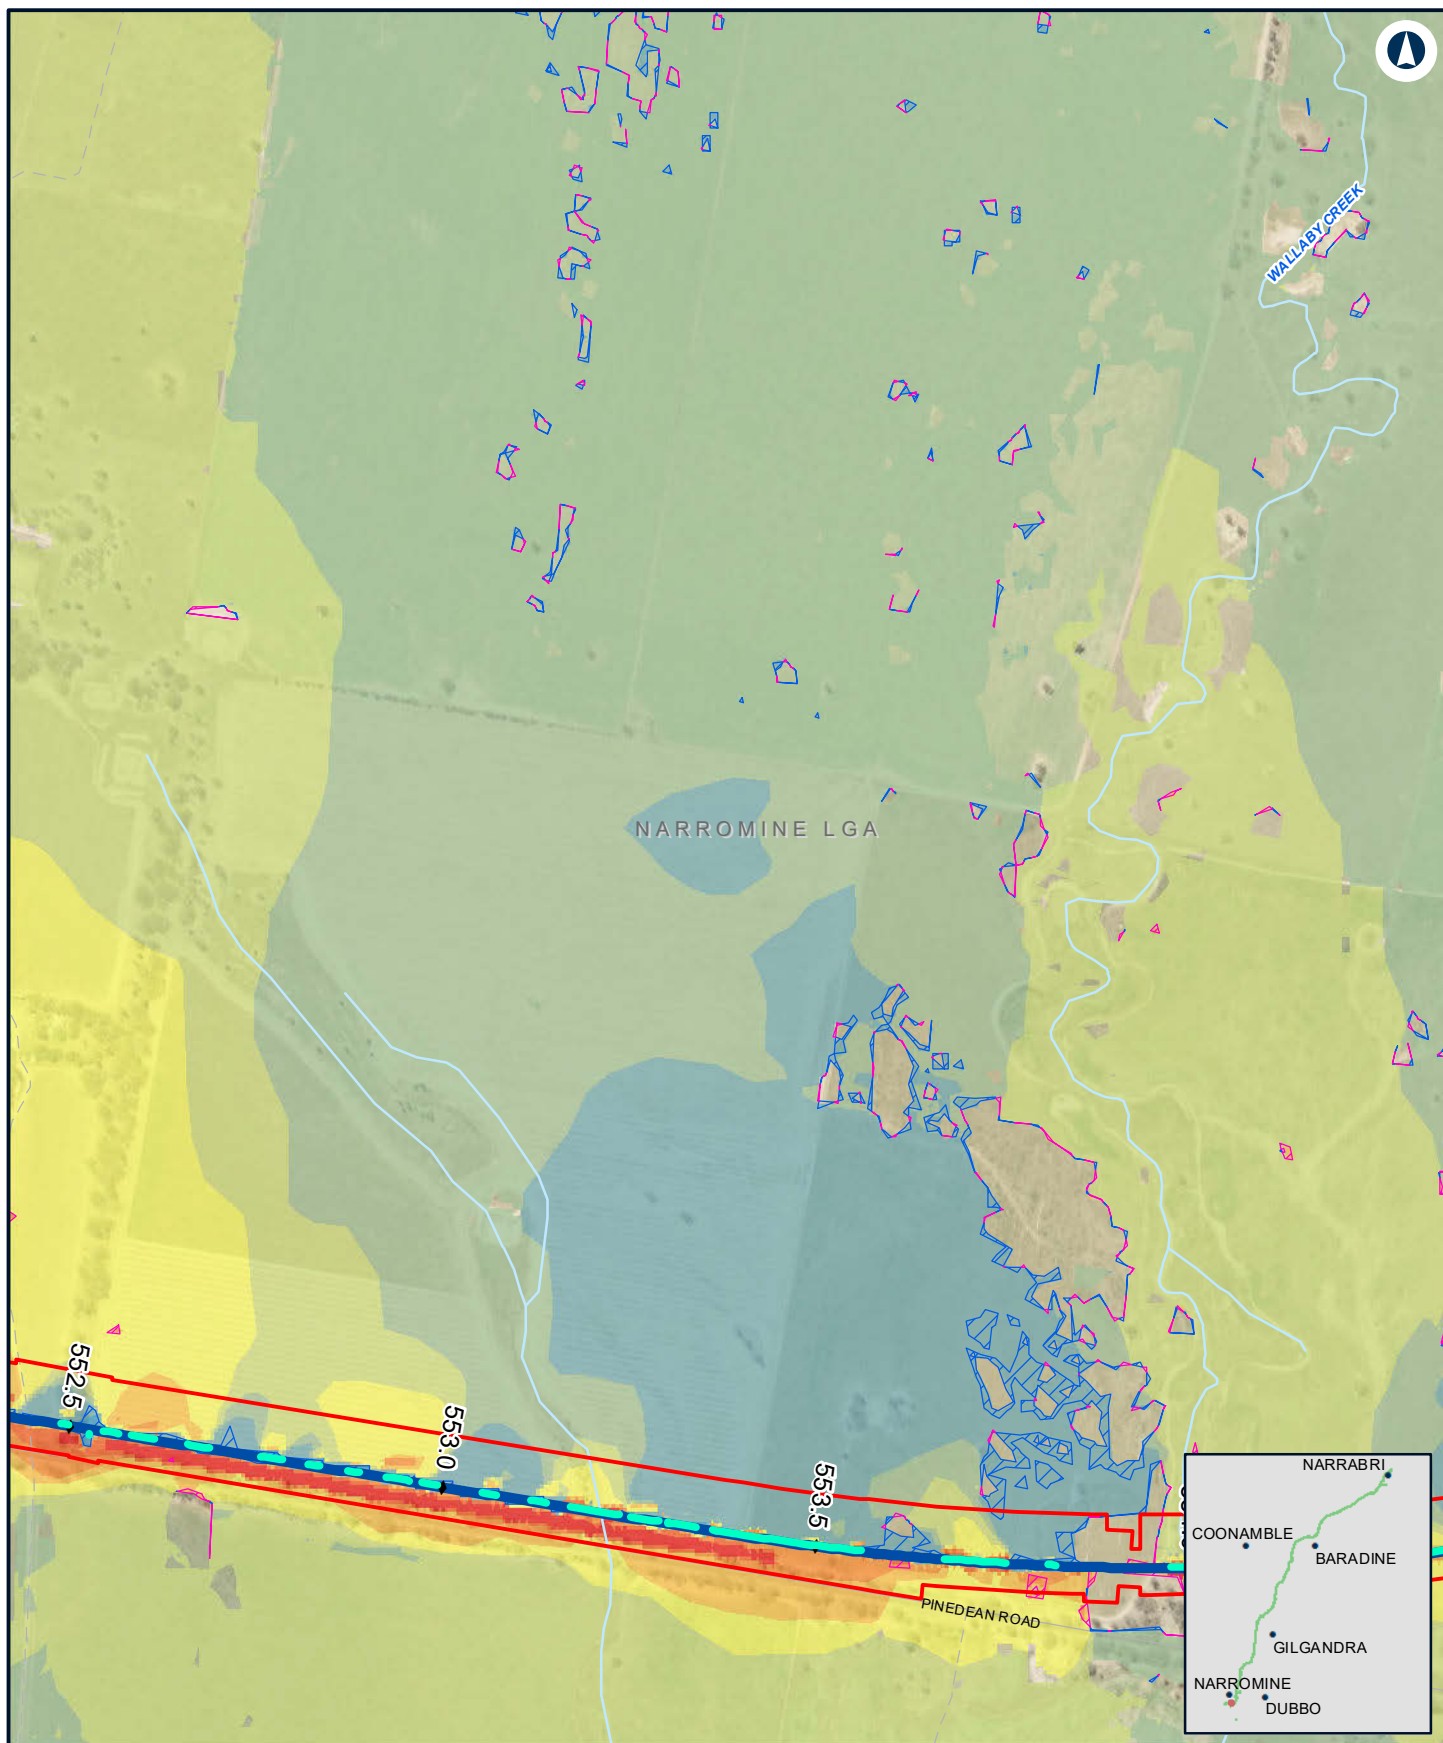 WALLABY CREEK
NARROMINE LGA
552.5
553.0
553.5
PINEDEAN ROAD
NARRABRI
COONAMBLE
BARADINE
GILGANDRA
NARROMINE
DUBBO